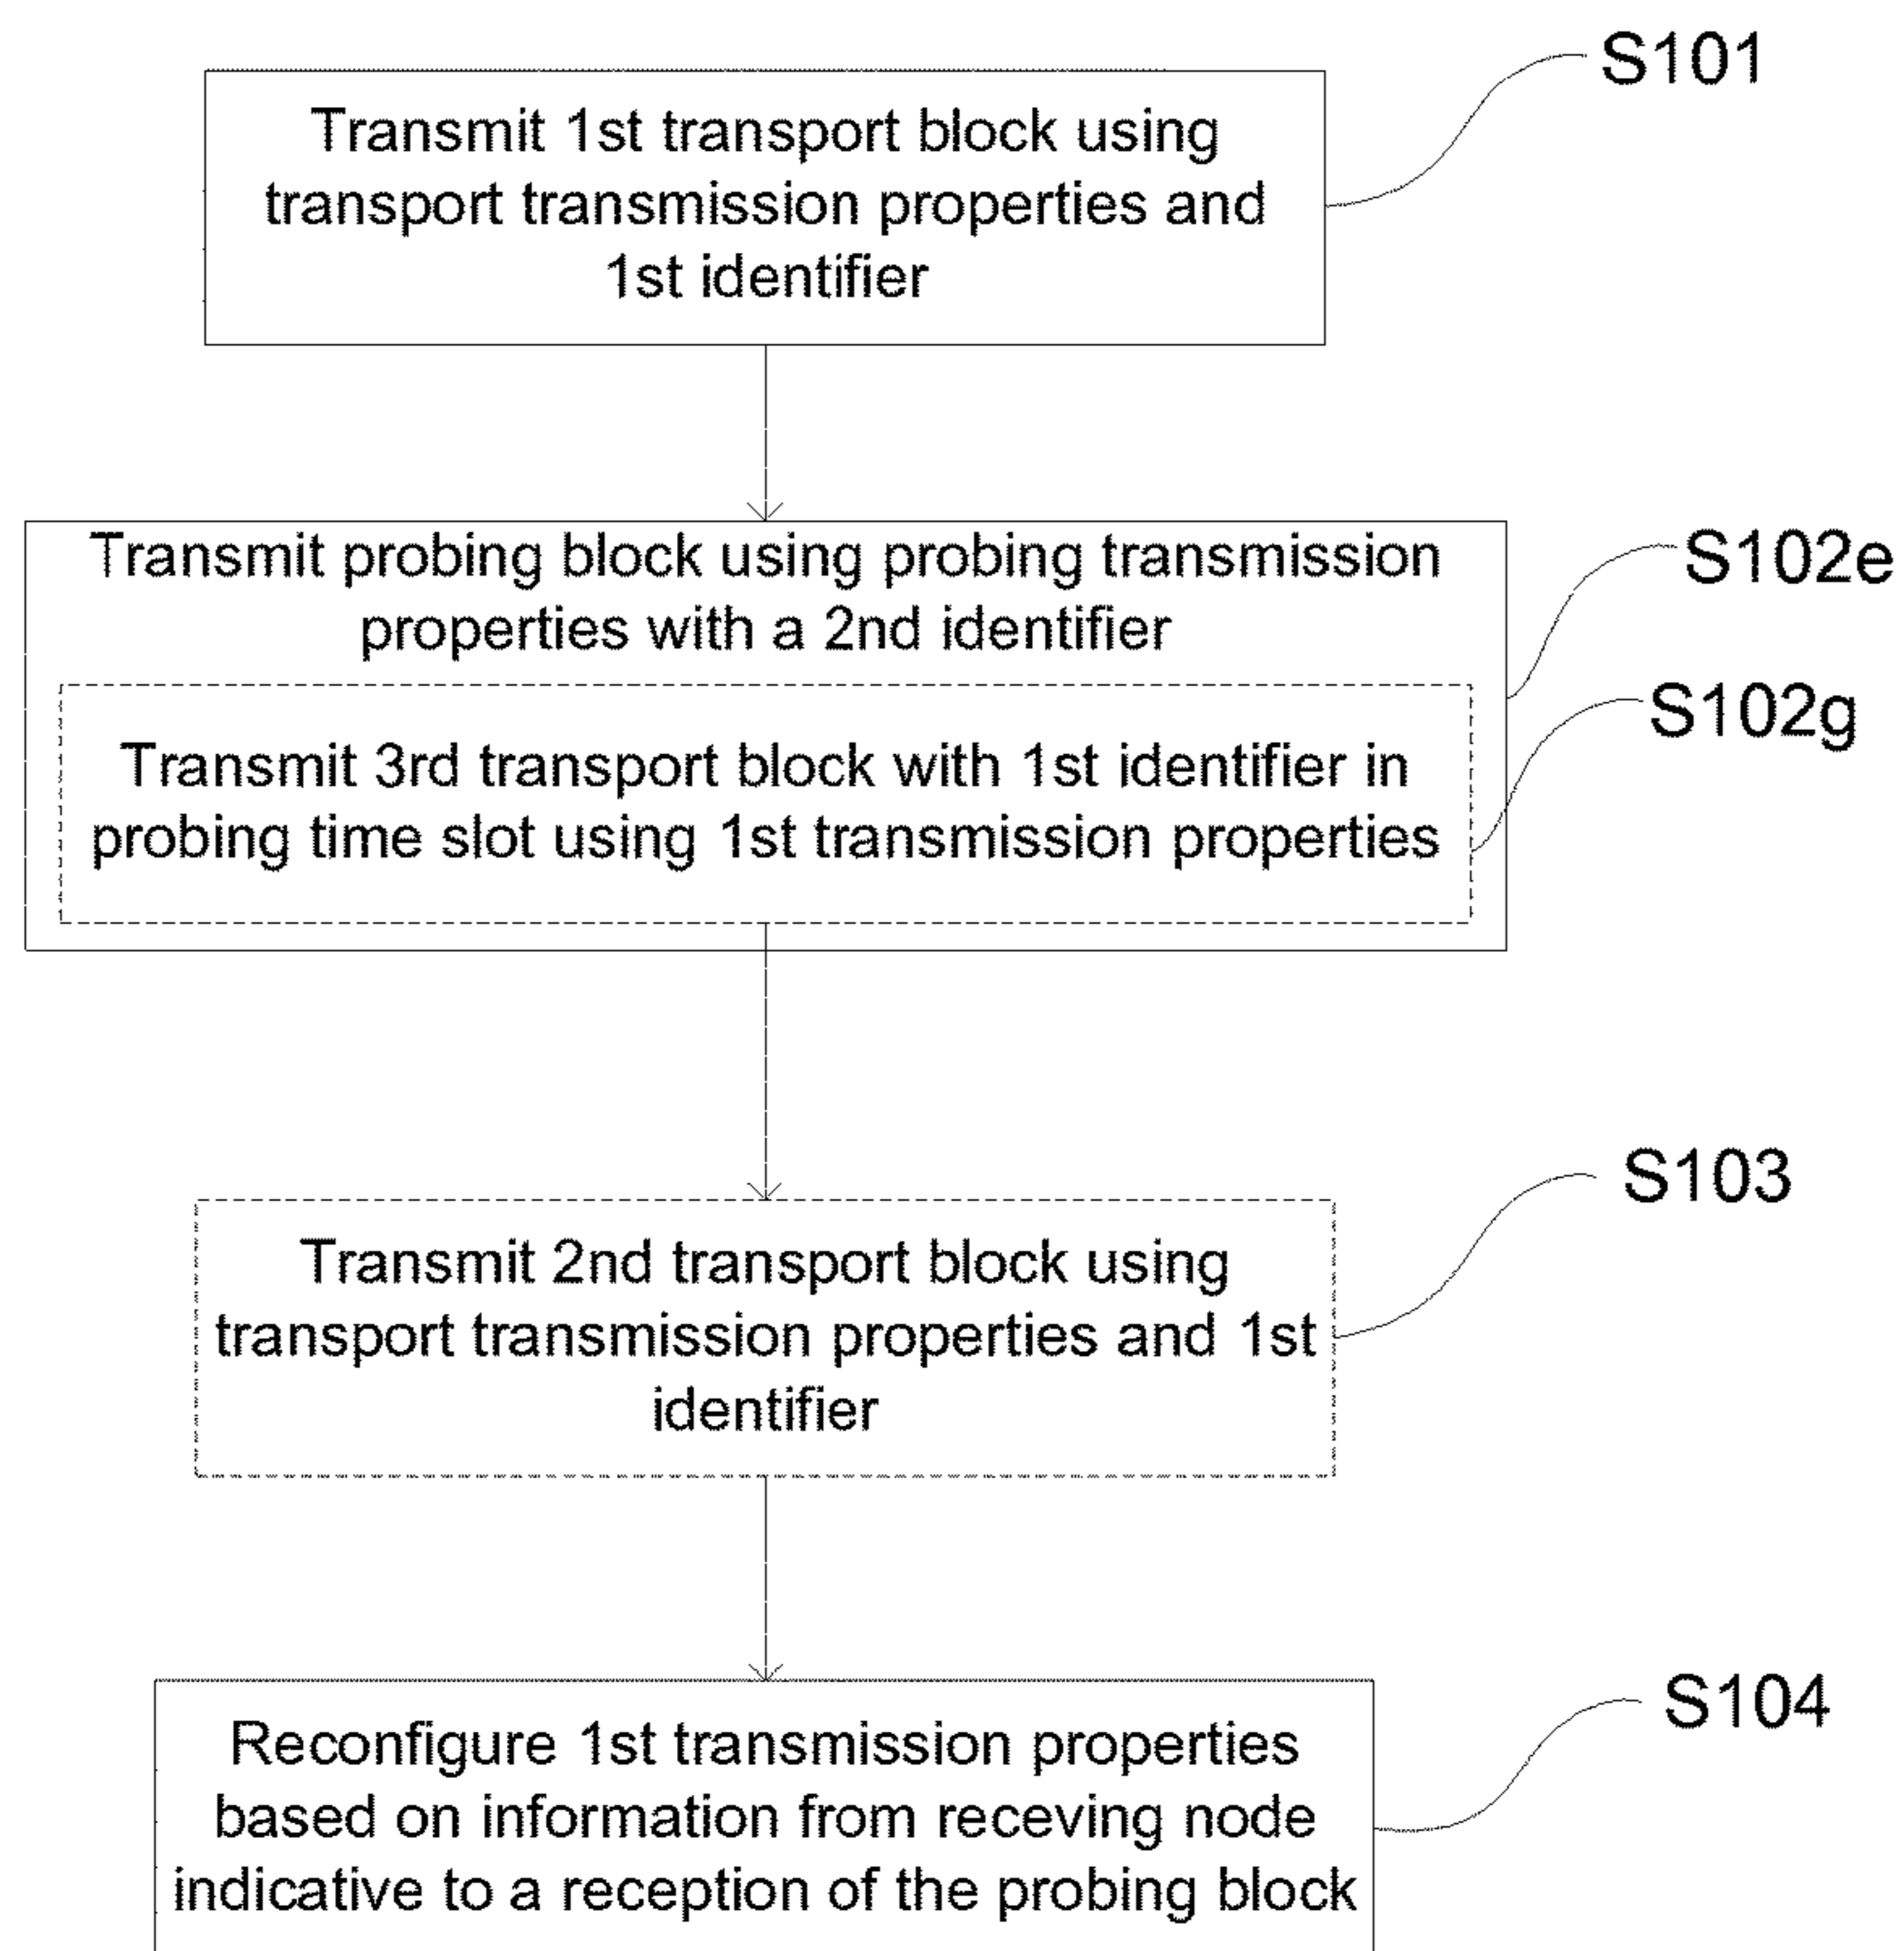 S101
Transmit 1st transport block using
transport transmission properties and
1st identifier
Transmit probing block using probing transmission
properties with a 2nd identifier
S102e
S102g
Transmit 3rd transport block with 1st identifier in
probing time slot using 1st transmission properties
S103
Transmit 2nd transport block using
transport transmission properties and 1st
identifier
S104
Reconfigure 1st transmission properties
based on information from receving node
indicative to a reception of the probing block